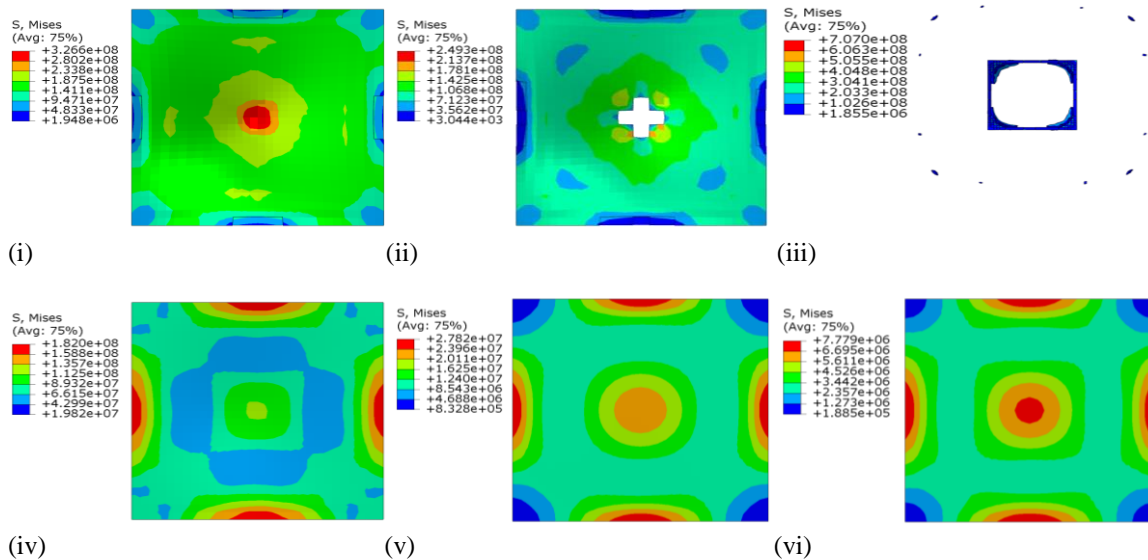 S, Mises
(Avg: 75%)
+3.266e+08
+2.802e+08
+2.338e+08
+1.875e+08
+1.411e+08
+9.471e+07
+4.833e+07
+1.948e+06
(i)
S, Mises
(Avg: 75%)
+2.493e+08
+2.137e+08
+1.781e+08
+1.425e+08
+1.068e+08
+7.123e+07
+3.562e+07
+3.044e+03
(ii)
S, Mises
(Avg: 75%)
+7.070e+08
+6.063e+08
+5.055e+08
+4.048e+08
+3.041e+08
+2.033e+08
+1.026e+08
+1.855e+06
(iii)
S, Mises
(Avg: 75%)
+1.820e+08
+1.588e+08
+1.357e+08
+1.125e+08
+8.932e+07
+6.615e+07
+4.299e+07
+1.982e+07
(iv)
S, Mises
(Avg: 75%)
+2.782e+07
+2.396e+07
+2.011e+07
+1.625e+07
+1.240e+07
+8.543e+06
+4.688e+06
+8.328e+05
(v)
S, Mises
(Avg: 75%)
+7.779e+06
+6.695e+06
+5.611e+06
+4.526e+06
+3.442e+06
+2.357e+06
+1.273e+06
+1.885e+05
(vi)